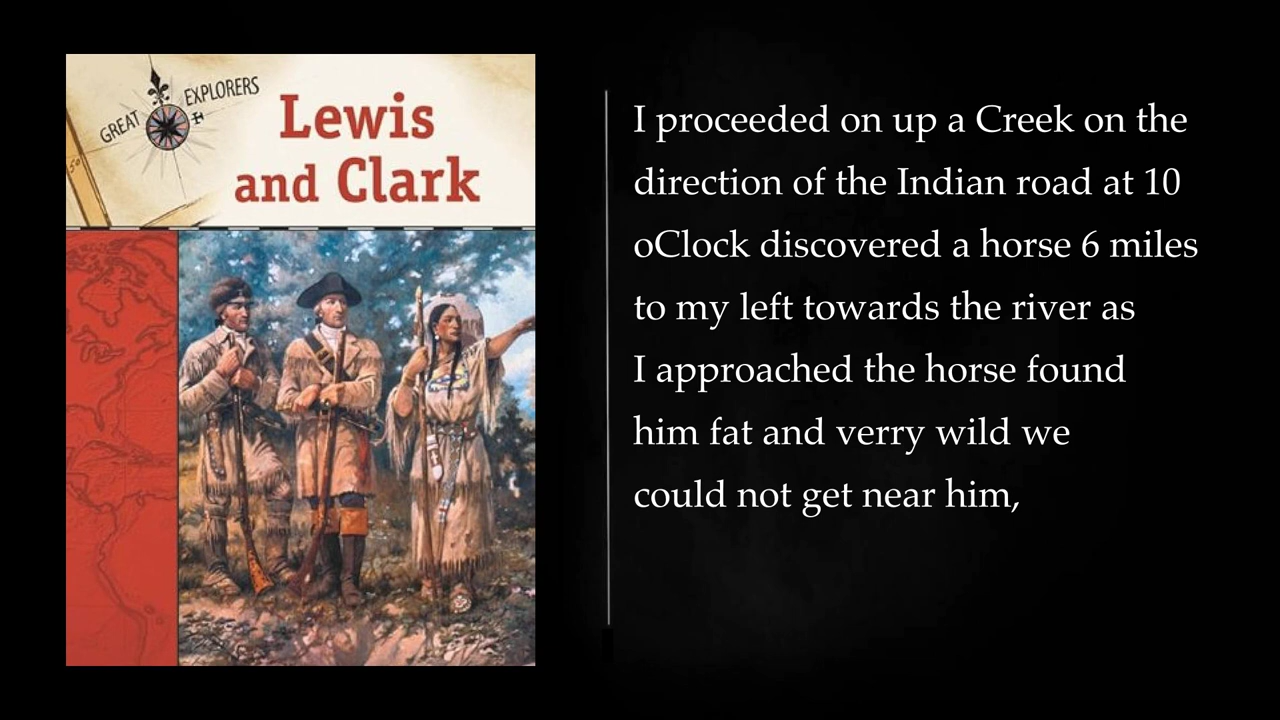 GREAT EXPLORERS
Lewis
and Clark
I proceeded on up a Creek on the
direction of the Indian road at 10
oClock discovered a horse 6 miles
to my left towards the river as
I approached the horse found
him fat and verry wild we
could not get near him,